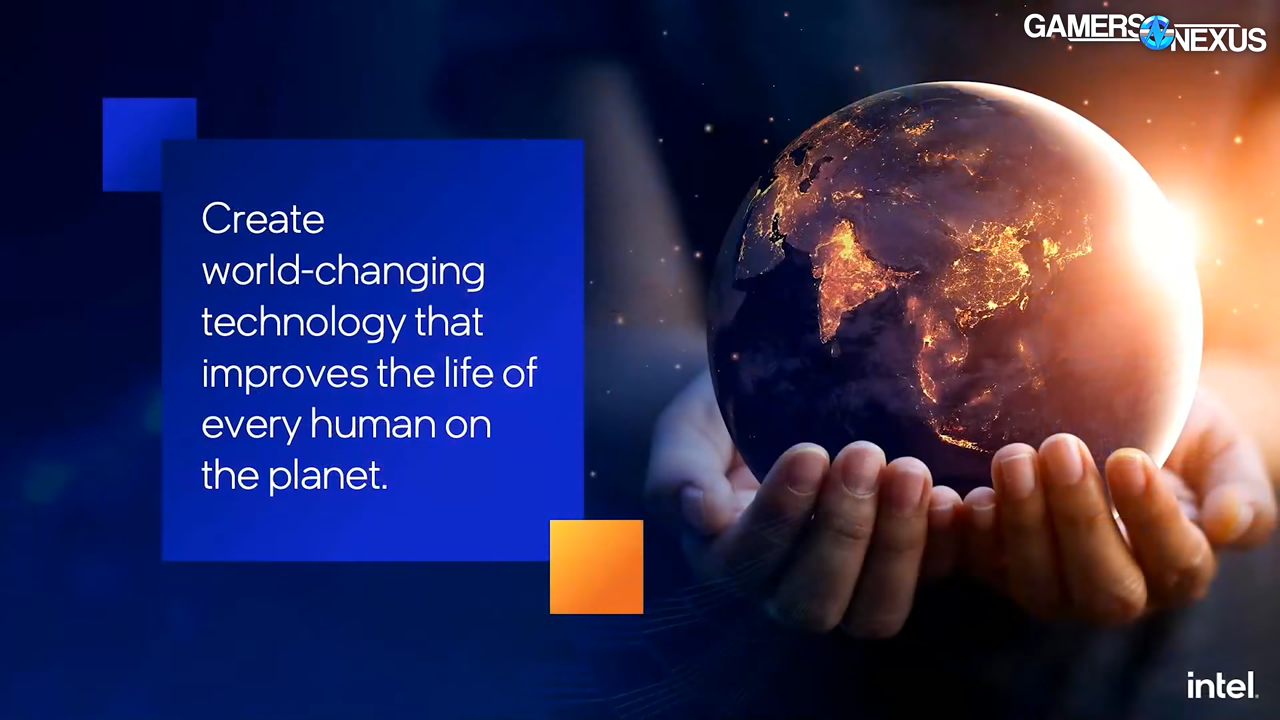 GAMERS NEXUS
Create
world-changing
technology that
improves the life of
every human on
the planet.
intel.